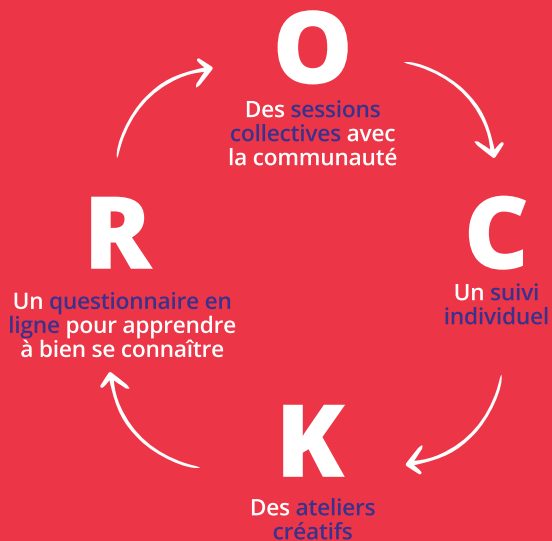 O
Des sessions
collectives avec
la communauté
R
Un questionnaire en
ligne pour apprendre
à bien se connaître
C
Un suivi
individuel
K
Des ateliers
créatifs